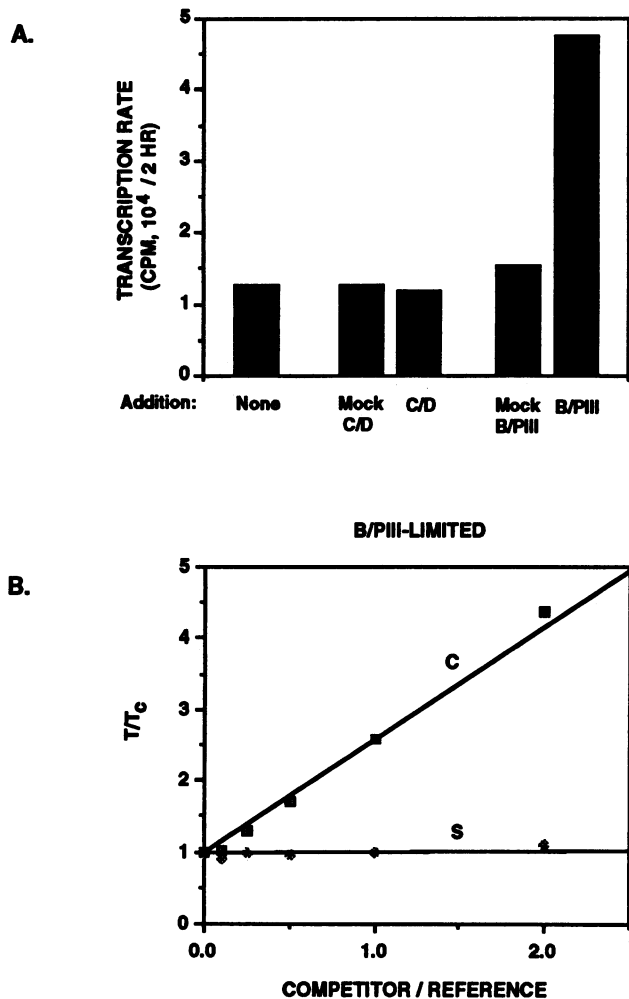 A.
TRANSCRIPTION RATE
(CPM, 10⁴ / 2 HR)
5
4
3
2
1
0
Addition: None Mock C/D C/D Mock B/PIII B/PIII
B/PIII-LIMITED
B.
T/Tc
5
4
3
2
1
0
C
S
0.0 1.0 2.0
COMPETITOR / REFERENCE